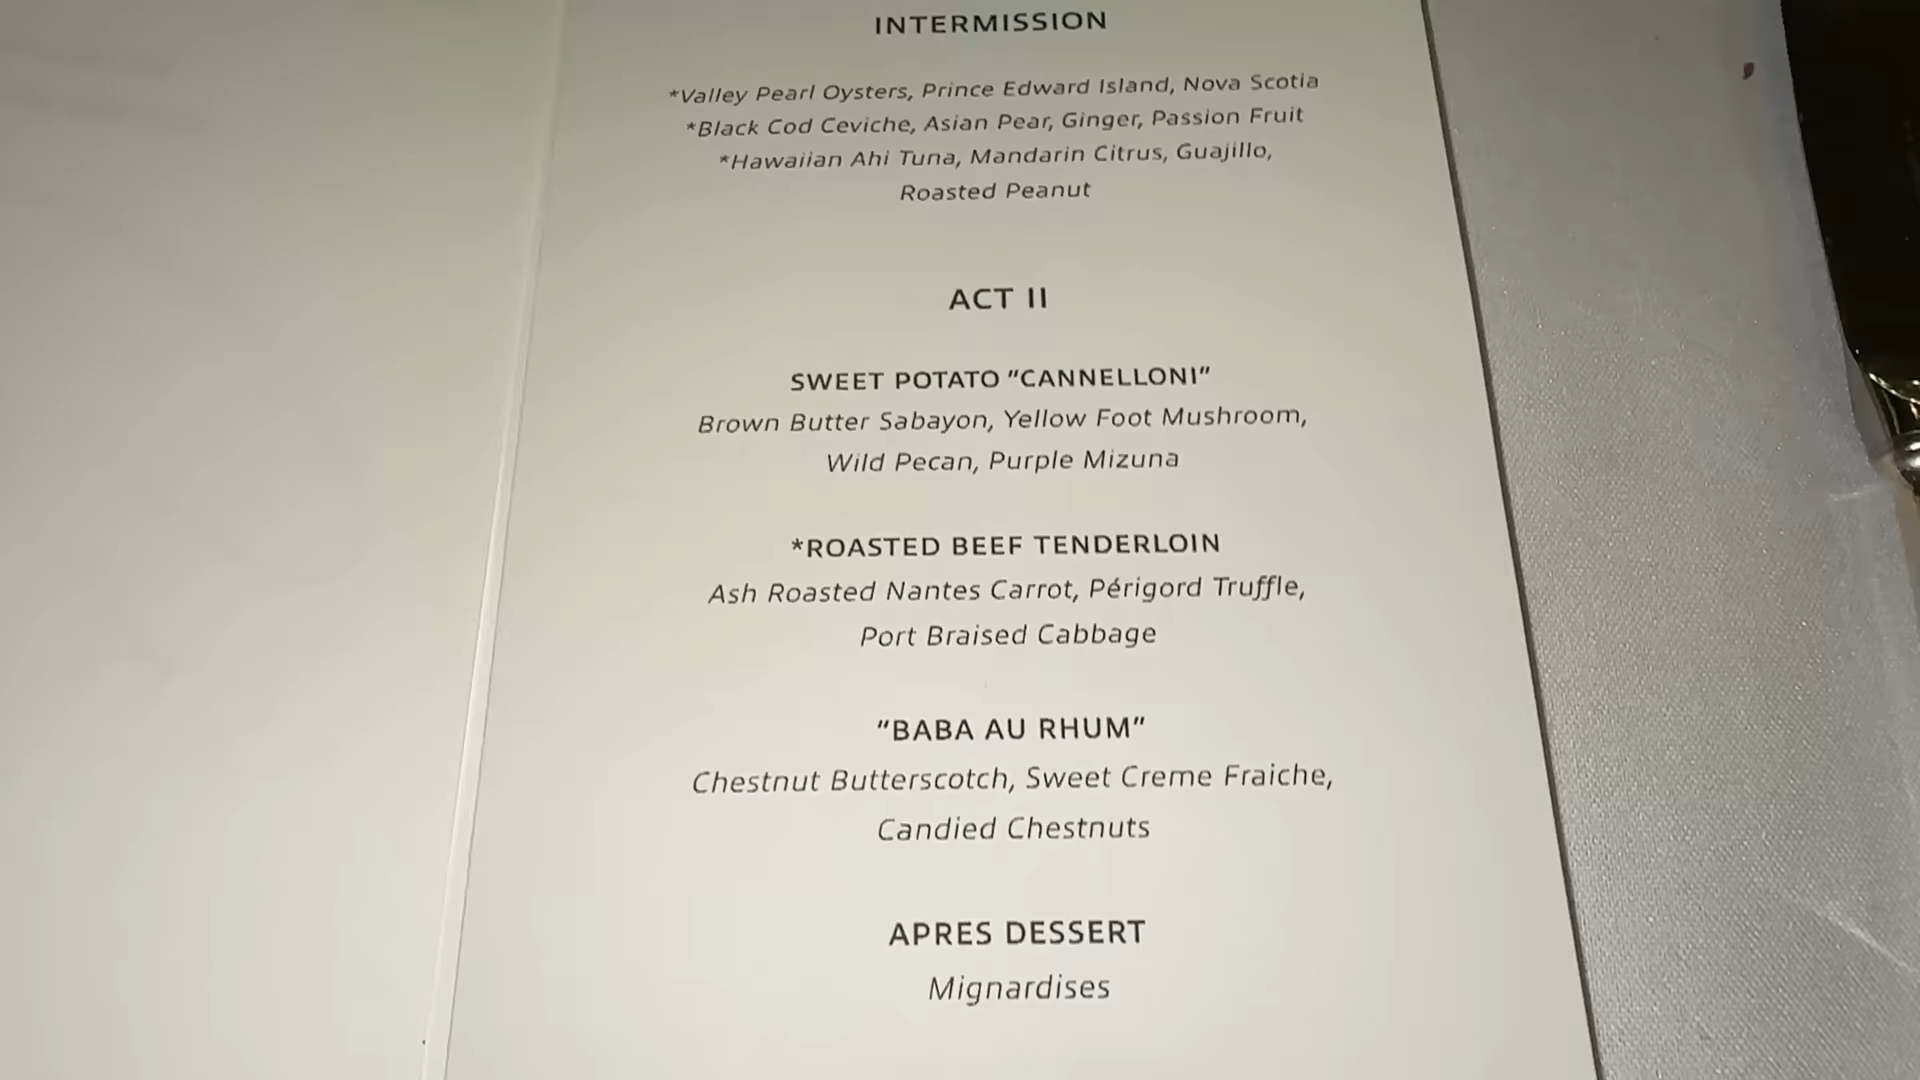 INTERMISSION
*Valley Pearl Oysters, Prince Edward Island, Nova Scotia
*Black Cod Ceviche, Asian Pear, Ginger, Passion Fruit
*Hawaiian Ahi Tuna, Mandarin Citrus, Guajillo,
Roasted Peanut
ACT II
SWEET POTATO "CANNELLONI"
Brown Butter Sabayon, Yellow Foot Mushroom,
Wild Pecan, Purple Mizuna
*ROASTED BEEF TENDERLOIN
Ash Roasted Nantes Carrot, Périgord Truffle,
Port Braised Cabbage
"BABA AU RHUM"
Chestnut Butterscotch, Sweet Creme Fraiche,
Candied Chestnuts
APRES DESSERT
Mignardises